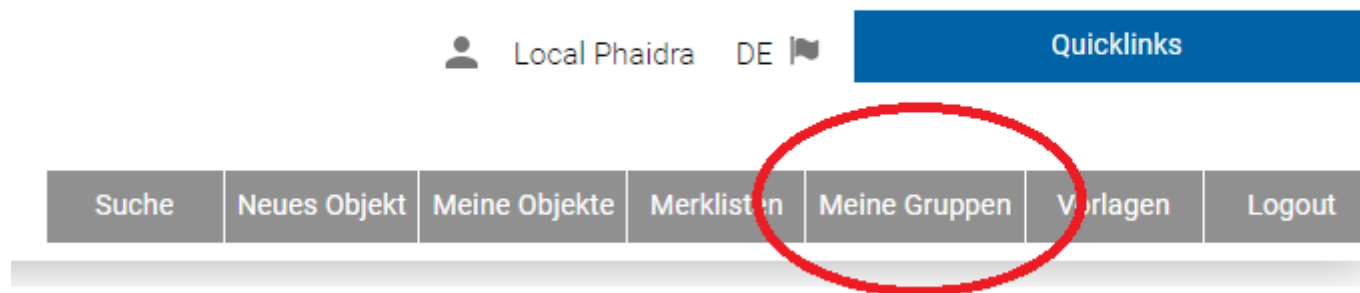 Local Phaidra DE Quicklinks
Suche Neues Objekt Meine Objekte Merklisten Meine Gruppen Vorlagen Logout